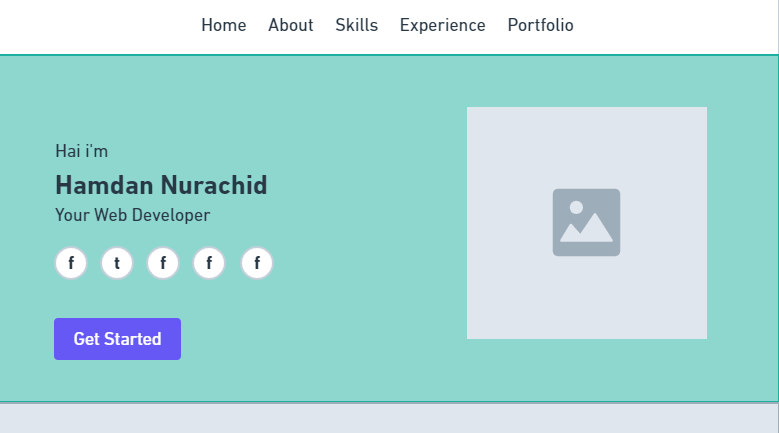 Home About Skills Experience Portfolio
Hai i'm
Hamdan Nurachid
Your Web Developer
f t f f f
Get Started